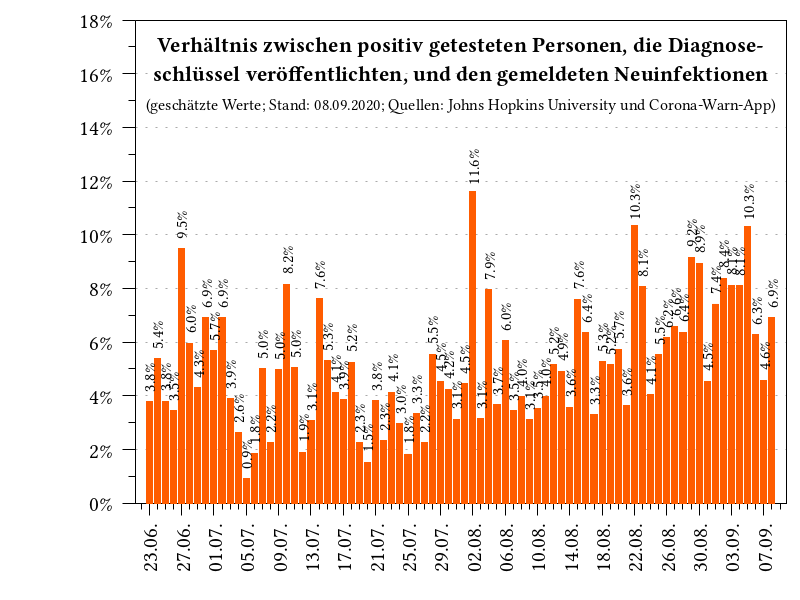 Verhältnis zwischen positiv getesteten Personen, die Diagnose-
schlüssel veröffentlichten, und den gemeldeten Neuinfektionen
(geschätzte Werte; Stand: 08.09.2020; Quellen: Johns Hopkins University und Corona-Warn-App)
18%
16%
14%
12%
10%
8%
6%
4%
2%
0%
3.8% 5.4% 3.8% 3.5% 9.5% 6.0% 4.3% 6.9% 5.7% 6.9% 3.9% 2.6% 0.9% 1.8% 5.0% 2.2% 5.0% 8.2% 5.0% 1.9% 3.1% 7.6% 5.3% 4.1% 3.9% 5.2% 2.3% 1.5% 3.8% 2.3% 4.1% 3.0% 1.8% 3.3% 2.2% 5.5% 4.5% 4.2% 3.1% 4.5% 11.6% 3.1% 7.9% 3.7% 6.0% 3.5% 4.0% 3.1% 3.5% 4.0% 5.2% 4.9% 3.6% 7.6% 6.4% 3.3% 5.3% 5.2% 5.7% 3.6% 10.3% 8.1% 4.1% 5.5% 6.2% 6.6% 6.4% 9.2% 8.9% 4.5% 7.4% 8.4% 8.1% 8.1% 10.3% 6.3% 4.6% 6.9%
23.06. 27.06. 01.07. 05.07. 09.07. 13.07. 17.07. 21.07. 25.07. 29.07. 02.08. 06.08. 10.08. 14.08. 18.08. 22.08. 26.08. 30.08. 03.09. 07.09.